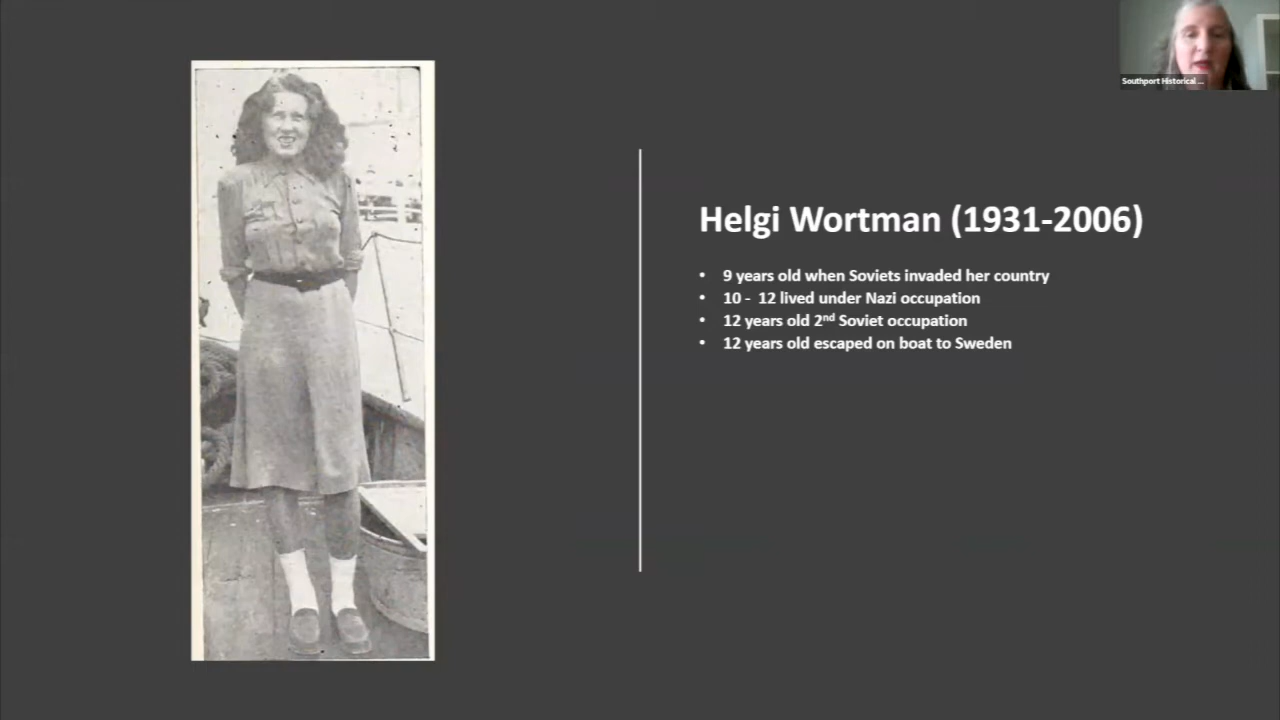 Southport Historical ...
Helgi Wortman (1931-2006)
• 9 years old when Soviets invaded her country
• 10 - 12 lived under Nazi occupation
• 12 years old 2nd Soviet occupation
• 12 years old escaped on boat to Sweden